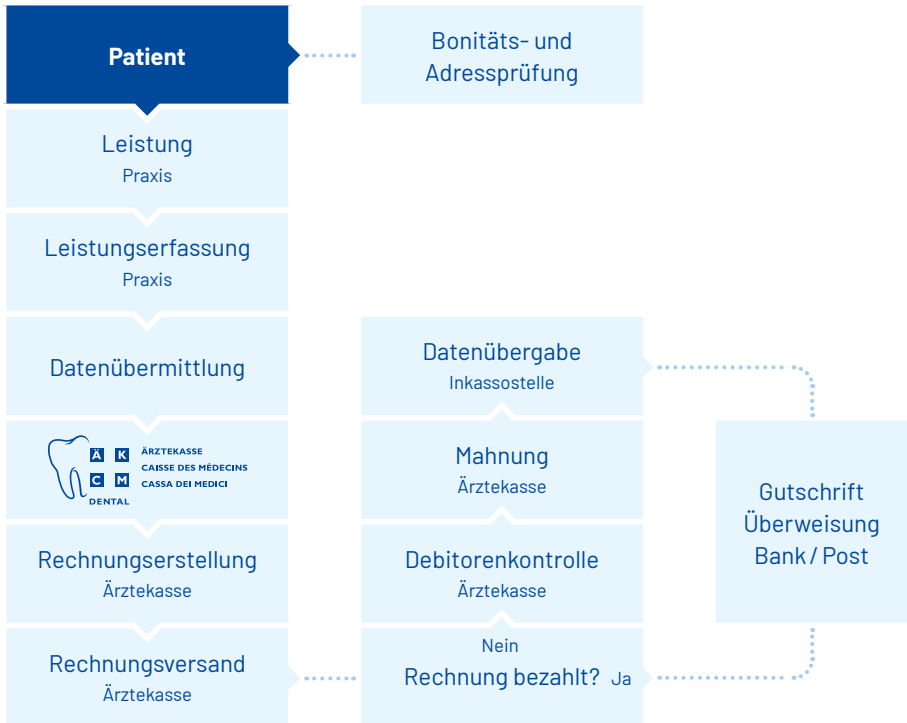 Patient
Bonitäts- und
Adressprüfung
Leistung
Praxis
Leistungserfassung
Praxis
Datenübermittlung
Ä K
C M
DENTAL
ÄRZTEKASSE
CAISSE DES MÉDECINS
CASSA DEI MEDICI
Rechnungserstellung
Ärztekasse
Rechnungsversand
Ärztekasse
Nein
Rechnung bezahlt? Ja
Debitorenkontrolle
Ärztekasse
Mahnung
Ärztekasse
Datenübergabe
Inkassostelle
Gutschrift
Überweisung
Bank / Post